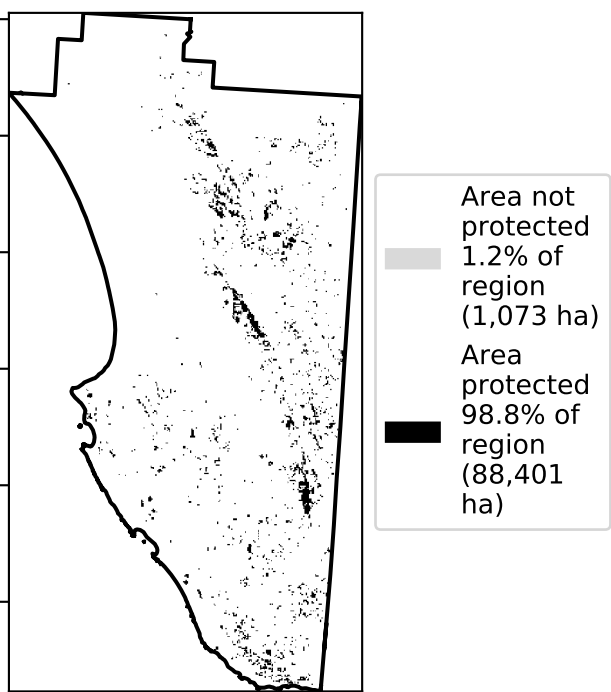 Area not
protected
1.2% of
region
(1,073 ha)
Area
protected
98.8% of
region
(88,401
ha)